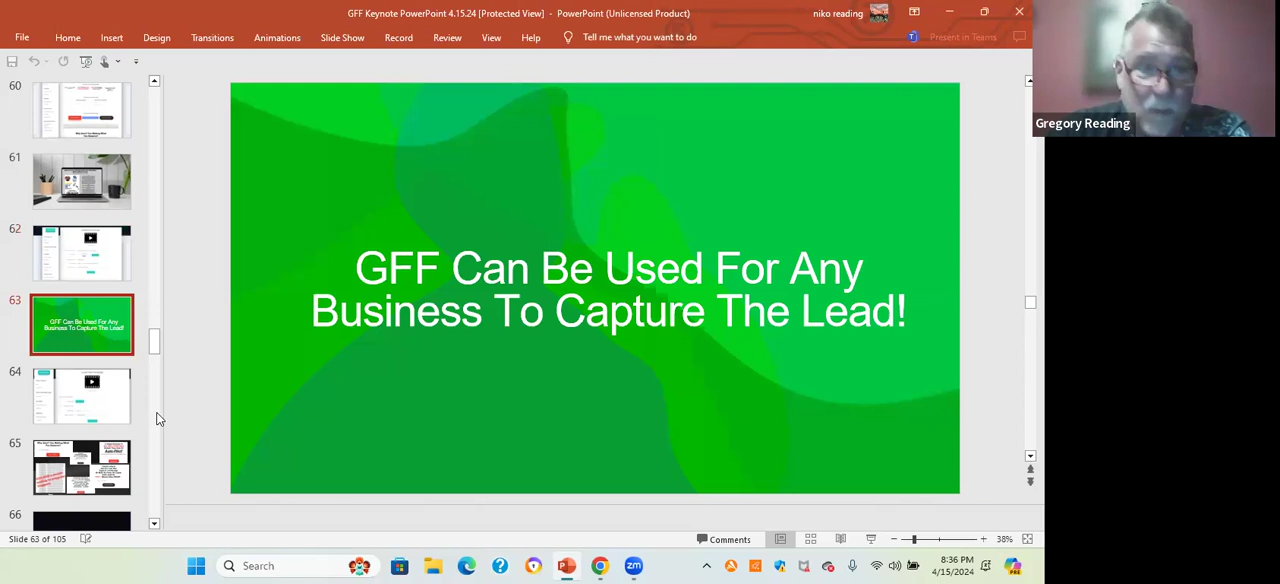 GFF Keynote PowerPoint 4.15.24 [Protected View] - PowerPoint (Unlicensed Product)
niko reading
File Home Insert Design Transitions Animations Slide Show Record Review View Help Tell me what you want to do
Present in Teams
Gregory Reading
60
61
62
63
GFF Can Be Used For Any
Business To Capture The Lead!
64
65
66
GFF Can Be Used For Any
Business To Capture The Lead!
Slide 63 of 105
Comments
38%
Search
zm
8:36 PM
4/15/2024
PRE